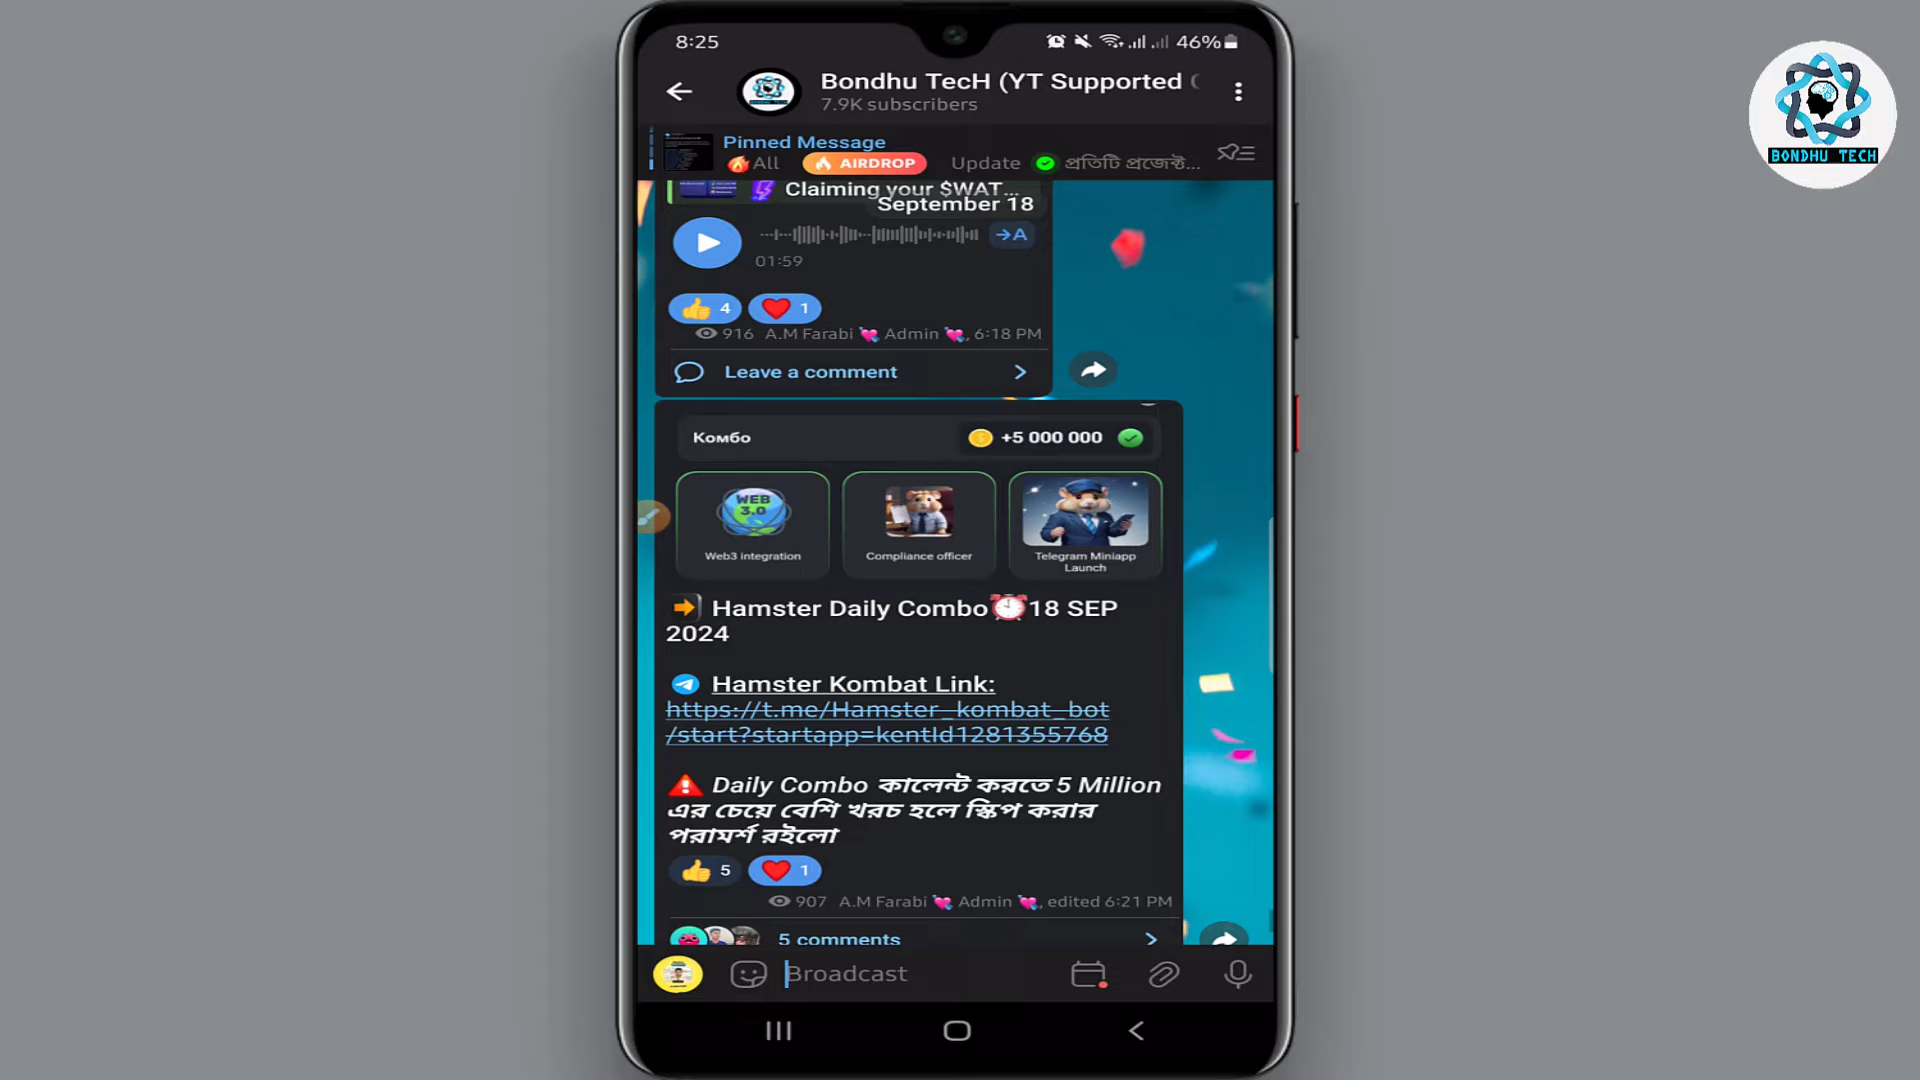 8:25
46%
Bondhu TecH (YT Supported
7.9K subscribers
Pinned Message
All AIRDROP Update প্রতিটি প্রজেক্ট...
Claiming your $WAT...
September 18
→A
01:59
4 1
916 A.M Farabi Admin , 6:18 PM
Leave a comment
Комбо +5 000 000
WEB
3.0
Web3 integration
Compliance officer
Telegram Miniapp
Launch
Hamster Daily Combo 18 SEP
2024
Hamster Kombat Link:
https://t.me/Hamster_kombat_bot
/start?startapp=kentId1281355768
Daily Combo কালেন্ট করতে 5 Million
এর চেয়ে বেশি খরচ হলে স্কিপ করার
পরামর্শ রইলো
5 1
907 A.M Farabi Admin , edited 6:21 PM
5 comments
Broadcast
BONDHU TECH